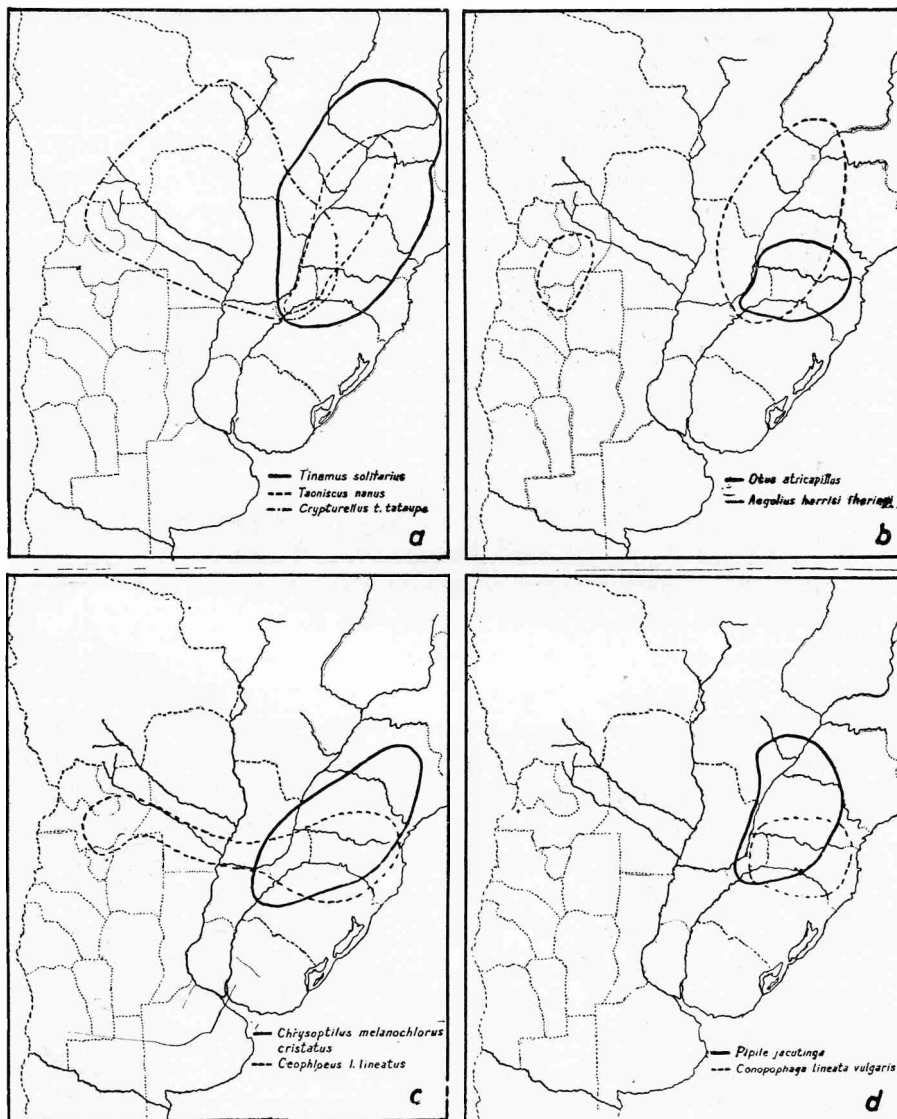 Tinamus solitarius
Taoniscus nanus
Crypturellus t. tataupa
a
Otus atricapillus
Aegolius harrisi iheringi
b
Chrysoptilus melanochlorus
cristatus
Ceophloeus l. lineatus
c
Pipile jacutinga
Conopophaga lineata vulgaris
d